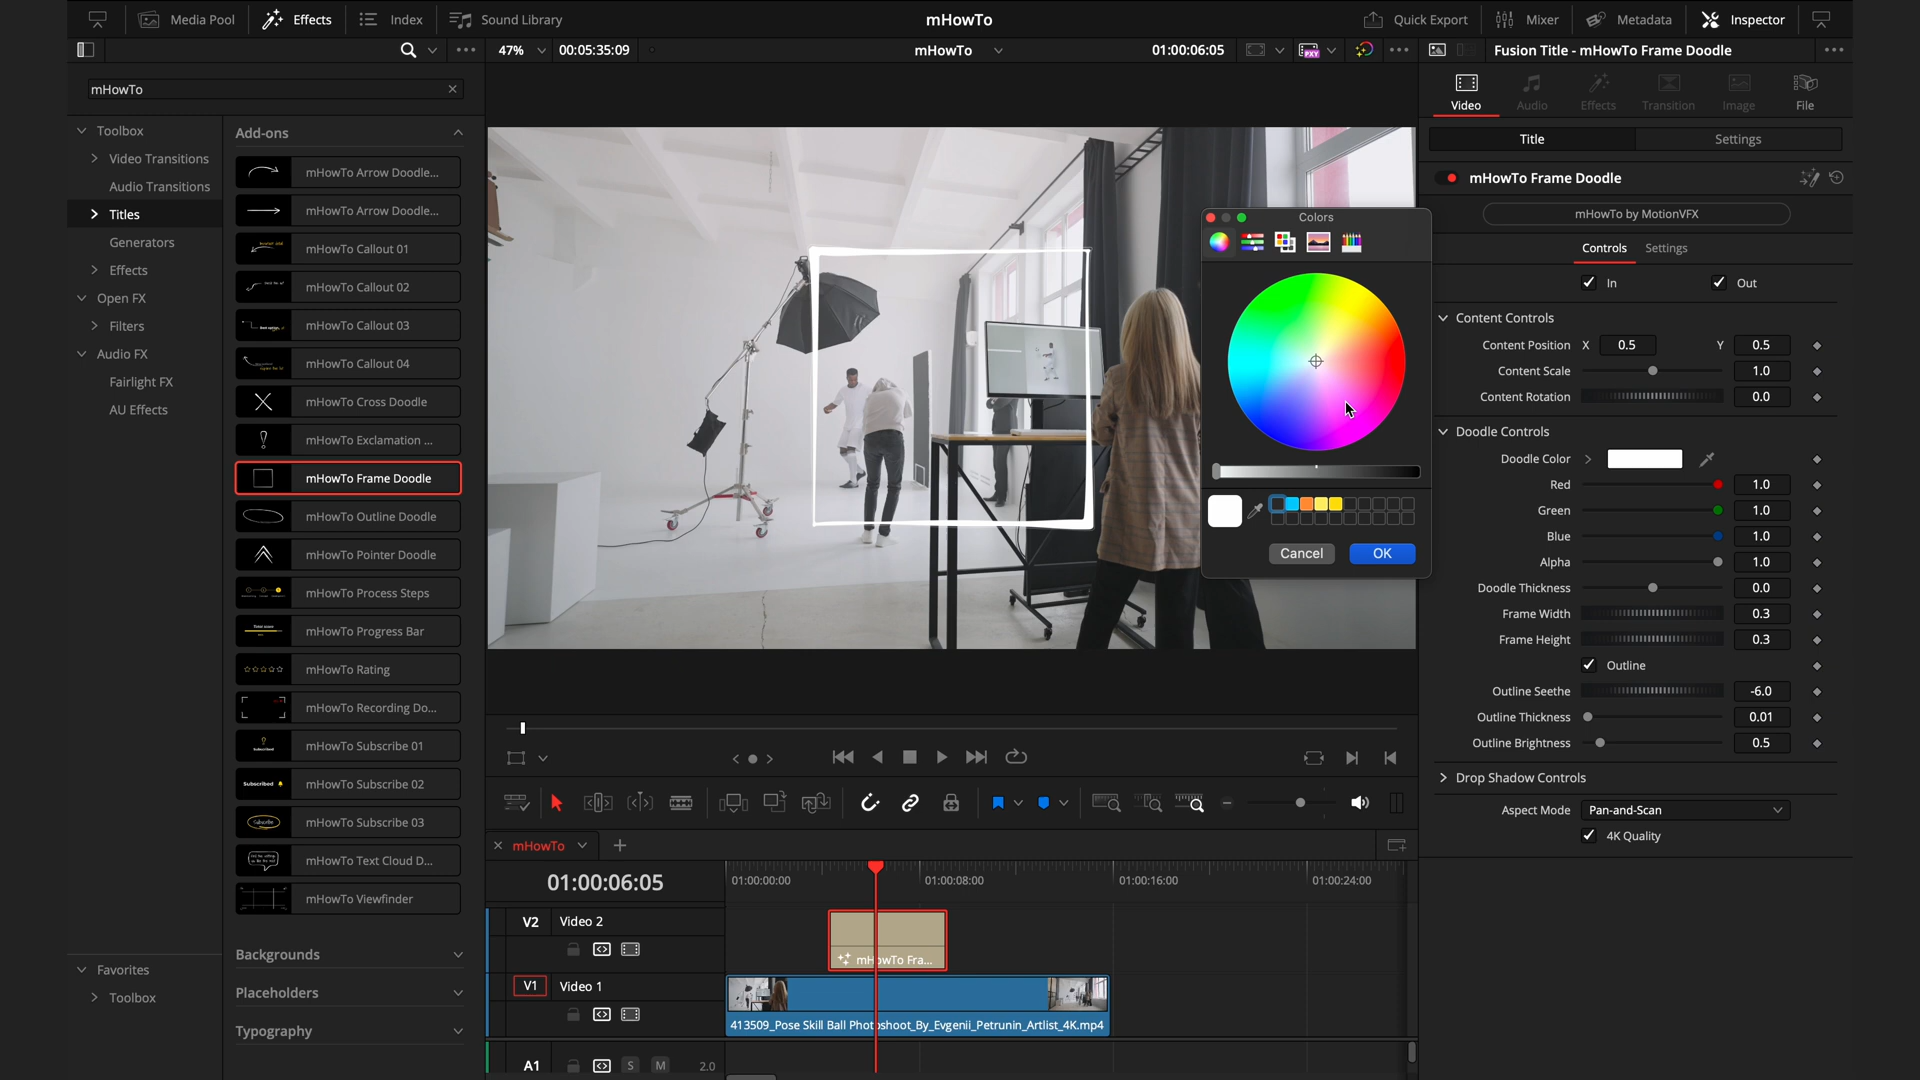 Media Pool
Effects
Index
Sound Library
mHowTo
Quick Export
Mixer
Metadata
Inspector
47%
00:05:35:09
mHowTo
01:00:06:05
PXY
Fusion Title - mHowTo Frame Doodle
mHowTo
Video
Audio
Effects
Transition
Image
File
Title
Settings
Toolbox
Video Transitions
Audio Transitions
Titles
Generators
Effects
Open FX
Filters
Audio FX
Fairlight FX
AU Effects
Favorites
Toolbox
Add-ons
mHowTo Arrow Doodle...
mHowTo Arrow Doodle...
mHowTo Callout 01
mHowTo Callout 02
mHowTo Callout 03
mHowTo Callout 04
mHowTo Cross Doodle
mHowTo Exclamation ...
mHowTo Frame Doodle
mHowTo Outline Doodle
mHowTo Pointer Doodle
mHowTo Process Steps
mHowTo Progress Bar
mHowTo Rating
mHowTo Recording Do...
mHowTo Subscribe 01
Subscribed
mHowTo Subscribe 02
Subscribe
mHowTo Subscribe 03
mHowTo Text Cloud D...
mHowTo Viewfinder
Backgrounds
Placeholders
Typography
Colors
Cancel
OK
mHowTo Frame Doodle
mHowTo by MotionVFX
Controls
Settings
In
Out
Content Controls
Content Position X 0.5 Y 0.5
Content Scale 1.0
Content Rotation 0.0
Doodle Controls
Doodle Color
Red 1.0
Green 1.0
Blue 1.0
Alpha 1.0
Doodle Thickness 0.0
Frame Width 0.3
Frame Height 0.3
Outline
Outline Seethe -6.0
Outline Thickness 0.01
Outline Brightness 0.5
Drop Shadow Controls
Aspect Mode Pan-and-Scan
4K Quality
mHowTo
01:00:06:05
01:00:00:00
01:00:08:00
01:00:16:00
01:00:24:00
V2 Video 2
mHowTo Fra...
V1 Video 1
413509_Pose Skill Ball Photoshoot_By_Evgenii_Petrunin_Artlist_4K.mp4
A1 S M 2.0